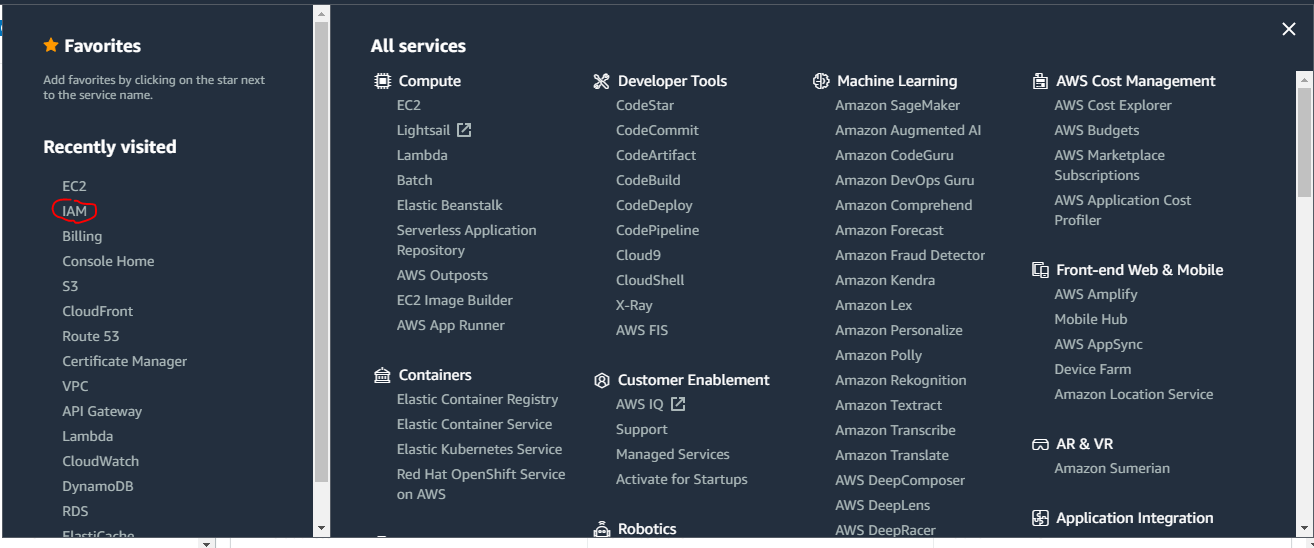 Favorites
Add favorites by clicking on the star next
to the service name.
Recently visited
EC2
IAM
Billing
Console Home
S3
CloudFront
Route 53
Certificate Manager
VPC
API Gateway
Lambda
CloudWatch
DynamoDB
RDS
ElastiCache
All services
Compute
EC2
Lightsail
Lambda
Batch
Elastic Beanstalk
Serverless Application
Repository
AWS Outposts
EC2 Image Builder
AWS App Runner
Containers
Elastic Container Registry
Elastic Container Service
Elastic Kubernetes Service
Red Hat OpenShift Service
on AWS
Developer Tools
CodeStar
CodeCommit
CodeArtifact
CodeBuild
CodeDeploy
CodePipeline
Cloud9
CloudShell
X-Ray
AWS FIS
Customer Enablement
AWS IQ
Support
Managed Services
Activate for Startups
Robotics
Machine Learning
Amazon SageMaker
Amazon Augmented AI
Amazon CodeGuru
Amazon DevOps Guru
Amazon Comprehend
Amazon Forecast
Amazon Fraud Detector
Amazon Kendra
Amazon Lex
Amazon Personalize
Amazon Polly
Amazon Rekognition
Amazon Textract
Amazon Transcribe
Amazon Translate
AWS DeepComposer
AWS DeepLens
AWS DeepRacer
AWS Cost Management
AWS Cost Explorer
AWS Budgets
AWS Marketplace
Subscriptions
AWS Application Cost
Profiler
Front-end Web & Mobile
AWS Amplify
Mobile Hub
AWS AppSync
Device Farm
Amazon Location Service
AR & VR
Amazon Sumerian
Application Integration